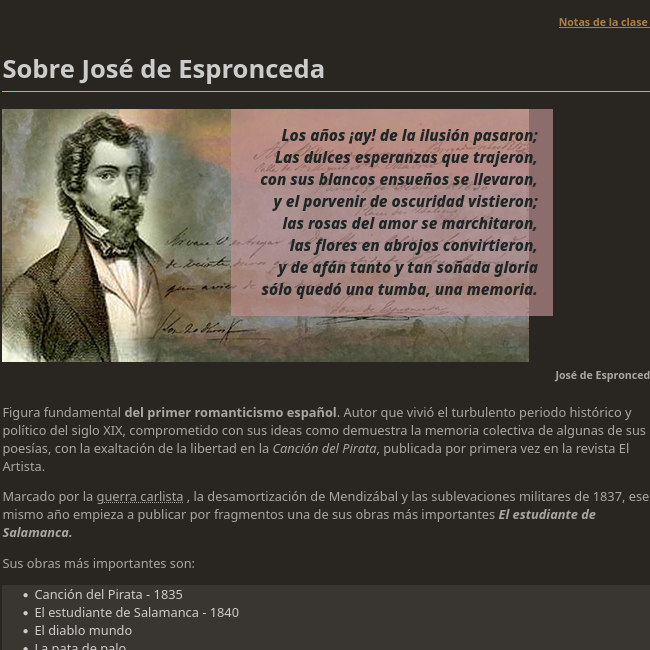 Notas de la clase
Sobre José de Espronceda
Los años ¡ay! de la ilusión pasaron;
Las dulces esperanzas que trajeron,
con sus blancos ensueños se llevaron,
y el porvenir de oscuridad vistieron;
las rosas del amor se marchitaron,
las flores en abrojos convirtieron,
y de afán tanto y tan soñada gloria
sólo quedó una tumba, una memoria.
José de Espronced
Figura fundamental del primer romanticismo español. Autor que vivió el turbulento periodo histórico y
político del siglo XIX, comprometido con sus ideas como demuestra la memoria colectiva de algunas de sus
poesías, con la exaltación de la libertad en la Canción del Pirata, publicada por primera vez en la revista El
Artista.
Marcado por la guerra carlista , la desamortización de Mendizábal y las sublevaciones militares de 1837, ese
mismo año empieza a publicar por fragmentos una de sus obras más importantes El estudiante de
Salamanca.
Sus obras más importantes son:
• Canción del Pirata - 1835
• El estudiante de Salamanca - 1840
• El diablo mundo
• La pata de palo